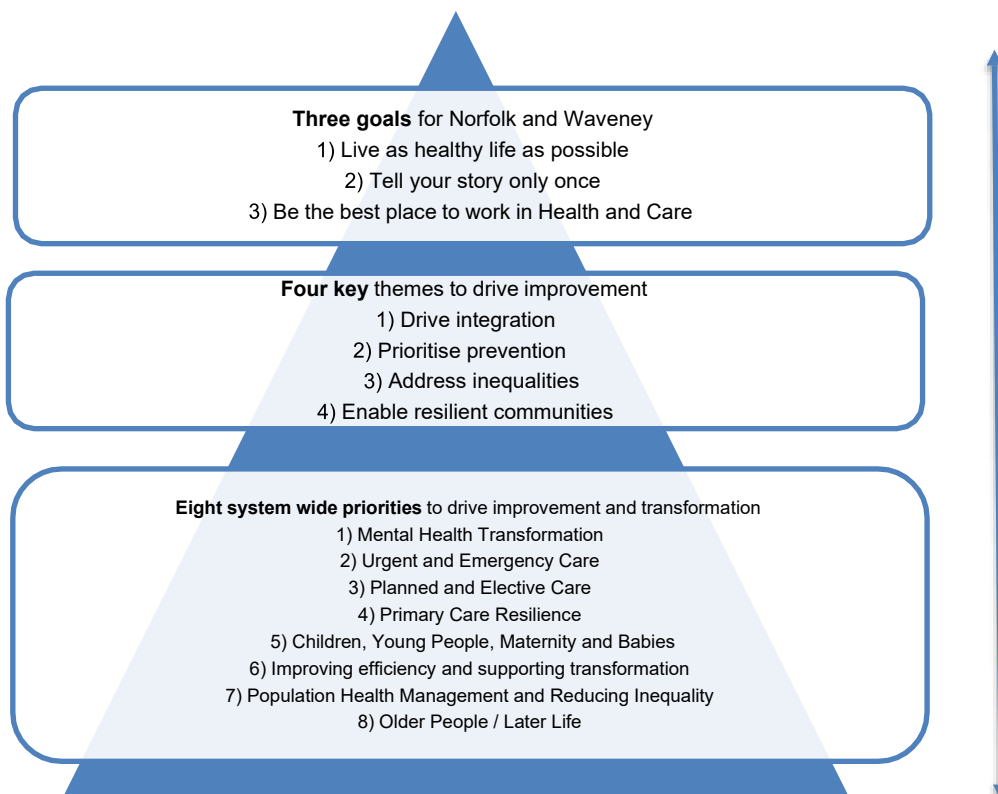 Three goals for Norfolk and Waveney
1) Live as healthy life as possible
2) Tell your story only once
3) Be the best place to work in Health and Care
Four key themes to drive improvement
1) Drive integration
2) Prioritise prevention
3) Address inequalities
4) Enable resilient communities
Eight system wide priorities to drive improvement and transformation
1) Mental Health Transformation
2) Urgent and Emergency Care
3) Planned and Elective Care
4) Primary Care Resilience
5) Children, Young People, Maternity and Babies
6) Improving efficiency and supporting transformation
7) Population Health Management and Reducing Inequality
8) Older People / Later Life